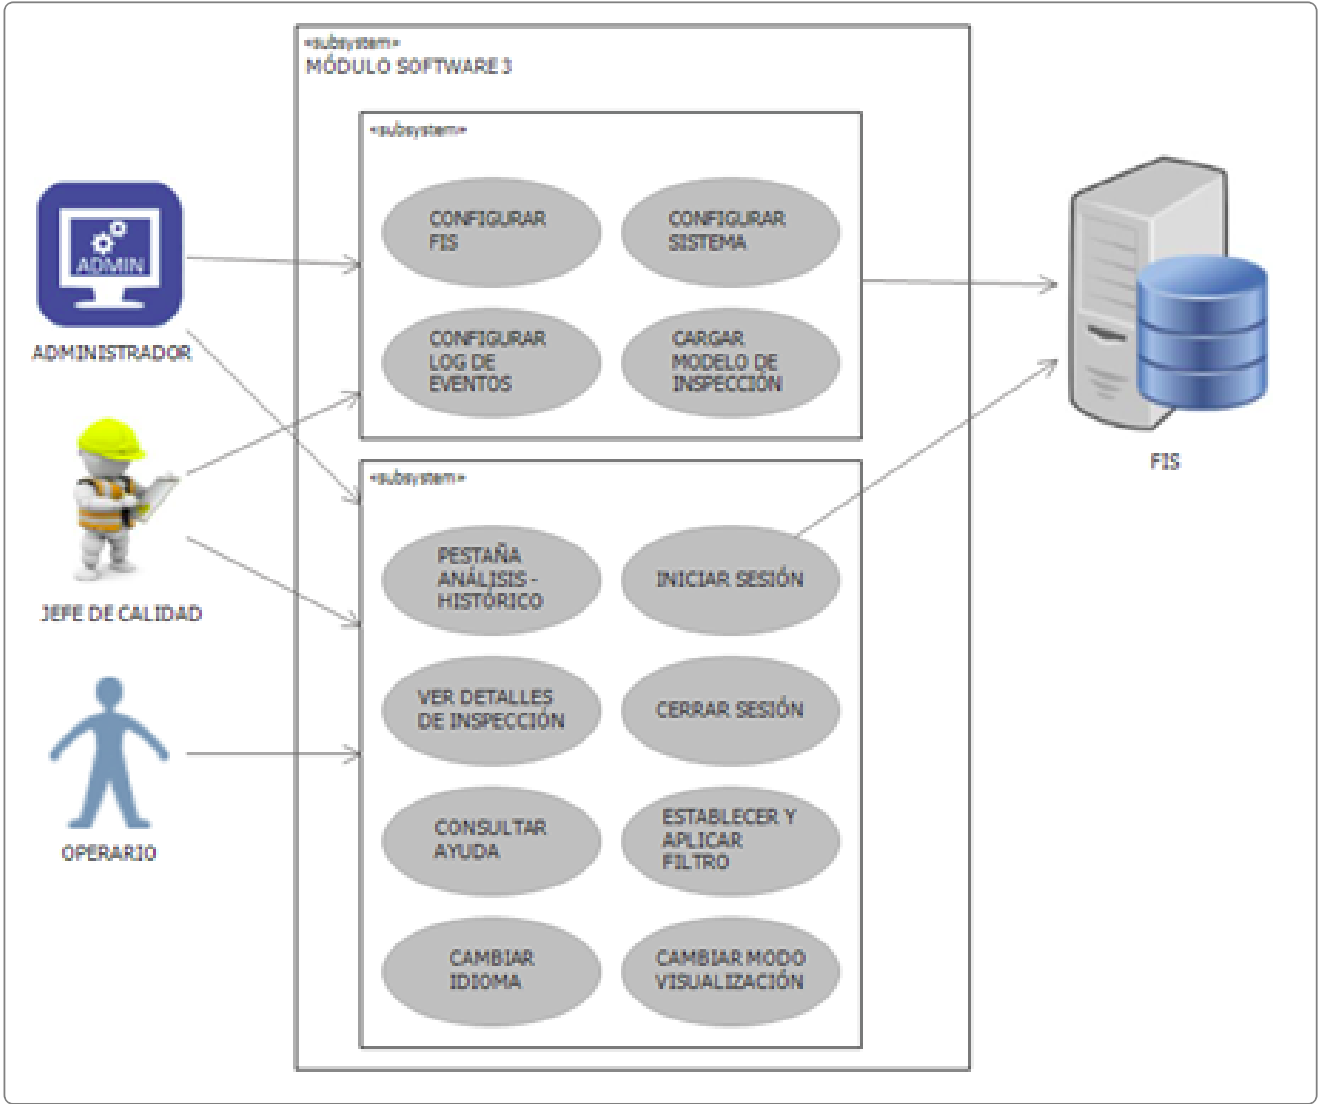 «subsystem»
MÓDULO SOFTWARE 3
«subsystem»
CONFIGURAR
FIS
CONFIGURAR
SISTEMA
CONFIGURAR
LOG DE
EVENTOS
CARGAR
MODELO DE
INSPECCIÓN
ADMIN
ADMINISTRADOR
JEFE DE CALIDAD
OPERARIO
«subsystem»
PESTAÑA
ANÁLISIS -
HISTÓRICO
INICIAR SESIÓN
VER DETALLES
DE INSPECCIÓN
CERRAR SESIÓN
CONSULTAR
AYUDA
ESTABLECER Y
APLICAR
FILTRO
CAMBIAR
IDIOMA
CAMBIAR MODO
VISUALIZACIÓN
FIS